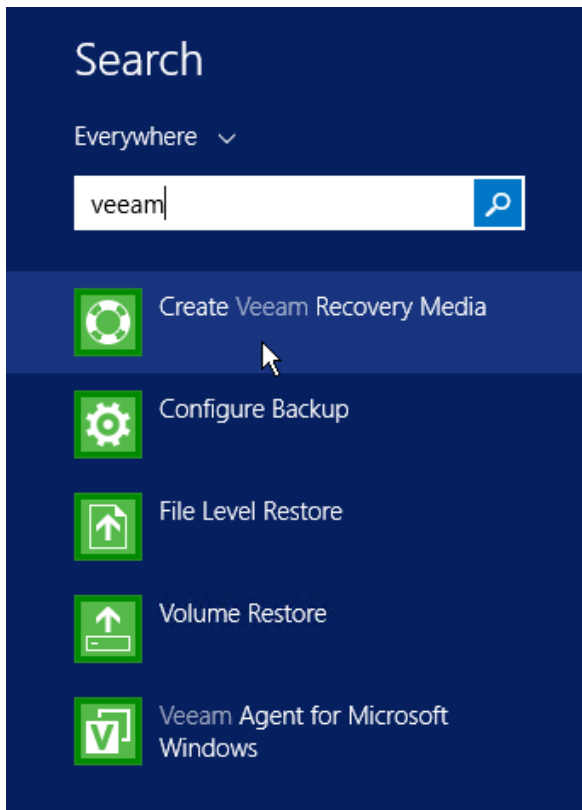 Search
Everywhere
veeam
Create Veeam Recovery Media
Configure Backup
File Level Restore
Volume Restore
Veeam Agent for Microsoft
Windows